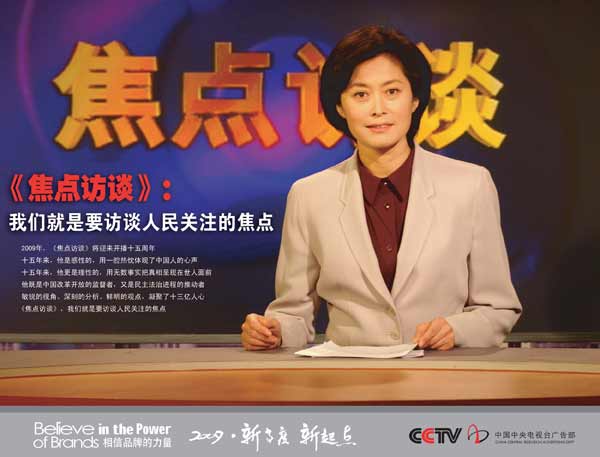 焦点访谈
《焦点访谈》：
我们就是要访谈人民关注的焦点
2009年，《焦点访谈》将迎来开播十五周年
十五年来，他是感性的，用一腔热忱体现了中国人的心声
十五年来，他更是理性的，用无数事实把真相呈现在世人面前
他既是中国改革开放的监督者，又是民主法治进程的推动者
敏锐的视角、深刻的分析、鲜明的观点，凝聚了十三亿人心
《焦点访谈》，我们就是要访谈人民关注的焦点
Believe in the Power
of Brands 相信品牌的力量
2009·新高度 新起点
CCTV
中国中央电视台广告部
CHINA CENTRAL TELEVISION ADVERTISING DEPT